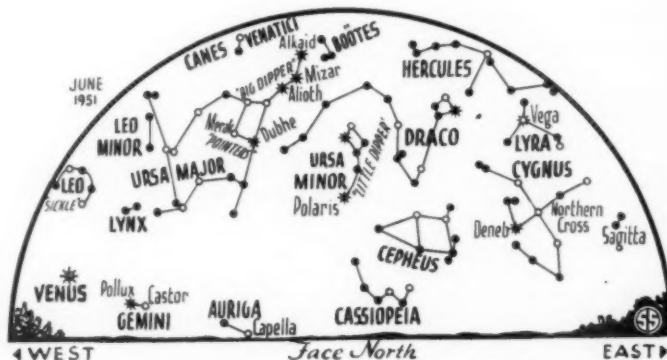 CANES
VENATICI
Alkaid
BOÖTES
Mizar
Alioth
"BIG DIPPER"
HERCULES
JUNE
1951
LEO
MINOR
Merak
Dubhe
"POINTERS"
URSA MAJOR
URSA
MINOR
"LITTLE DIPPER"
Polaris
DRACO
Vega
LYRA
CYGNUS
LEO
SICKLE
LYNX
Deneb
Northern
Cross
Sagitta
CEPHEUS
VENUS
Pollux
Castor
GEMINI
AURIGA
Capella
CASSIOPEIA
SS
WEST
Face North
EAST